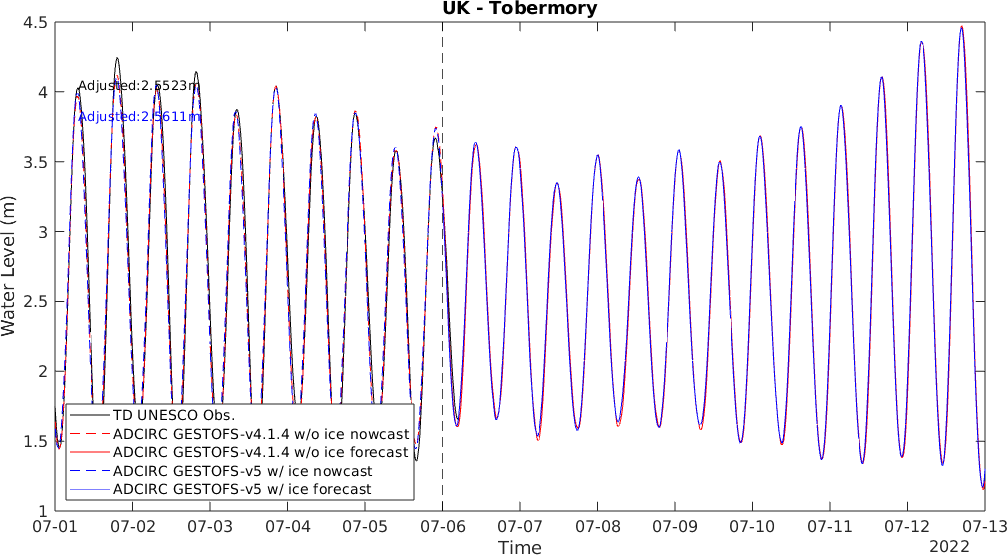 UK - Tobermory
4.5
4
3.5
3
2.5
2
1.5
1
Water Level (m)
Adjusted:2.5523m
Adjusted:2.5611m
TD UNESCO Obs.
ADCIRC GESTOFS-v4.1.4 w/o ice nowcast
ADCIRC GESTOFS-v4.1.4 w/o ice forecast
ADCIRC GESTOFS-v5 w/ ice nowcast
ADCIRC GESTOFS-v5 w/ ice forecast
07-01 07-02 07-03 07-04 07-05 07-06 07-07 07-08 07-09 07-10 07-11 07-12 07-13
Time
2022